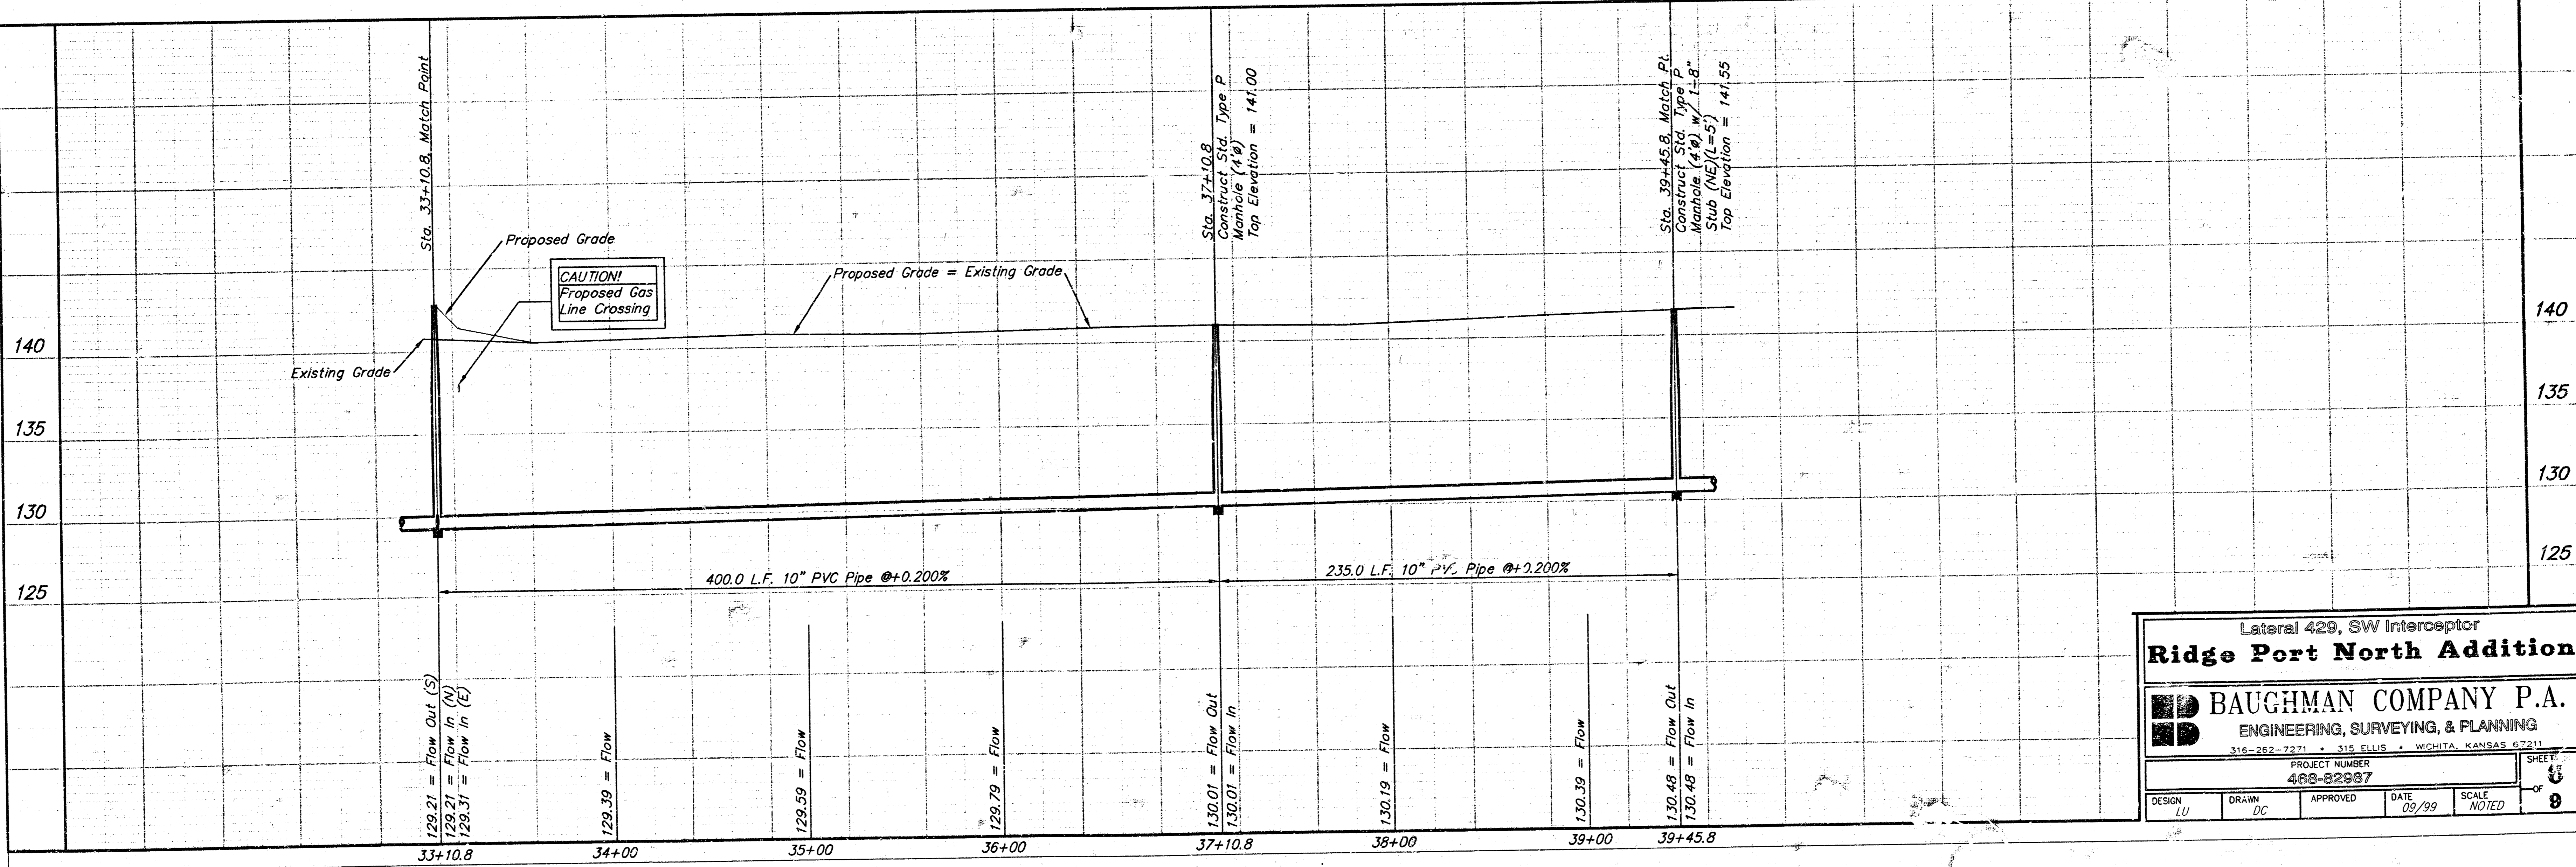 Sta. 33+10.8, Match Point
Sta. 37+10.8
Construct Std. Type P
Manhole (4'ø)
Top Elevation = 141.00
Sta. 39+45.8, Match Pt.
Construct Std. Type P
Manhole (4'ø) w/ 1-8"
Stub (NE)(L=5')
Top Elevation = 141.55
Proposed Grade
CAUTION!
Proposed Gas
Line Crossing
Proposed Grade = Existing Grade
Existing Grade
140
135
130
125
140
135
130
125
400.0 L.F. 10" PVC Pipe @+0.200%
235.0 L.F. 10" PVC Pipe @+0.200%
129.21 = Flow Out (S)
129.21 = Flow In (N)
129.31 = Flow In (E)
129.39 = Flow
129.59 = Flow
129.79 = Flow
130.01 = Flow Out
130.01 = Flow In
130.19 = Flow
130.39 = Flow
130.48 = Flow Out
130.48 = Flow In
33+10.8
34+00
35+00
36+00
37+10.8
38+00
39+00
39+45.8
Lateral 429, SW Interceptor
Ridge Port North Addition
BAUGHMAN COMPANY P.A.
ENGINEERING, SURVEYING, & PLANNING
316-262-7271 • 315 ELLIS • WICHITA, KANSAS 67211
PROJECT NUMBER
468-82987
SHEET
OF
9
DESIGN
LU
DRAWN
DC
APPROVED
DATE
09/99
SCALE
NOTED